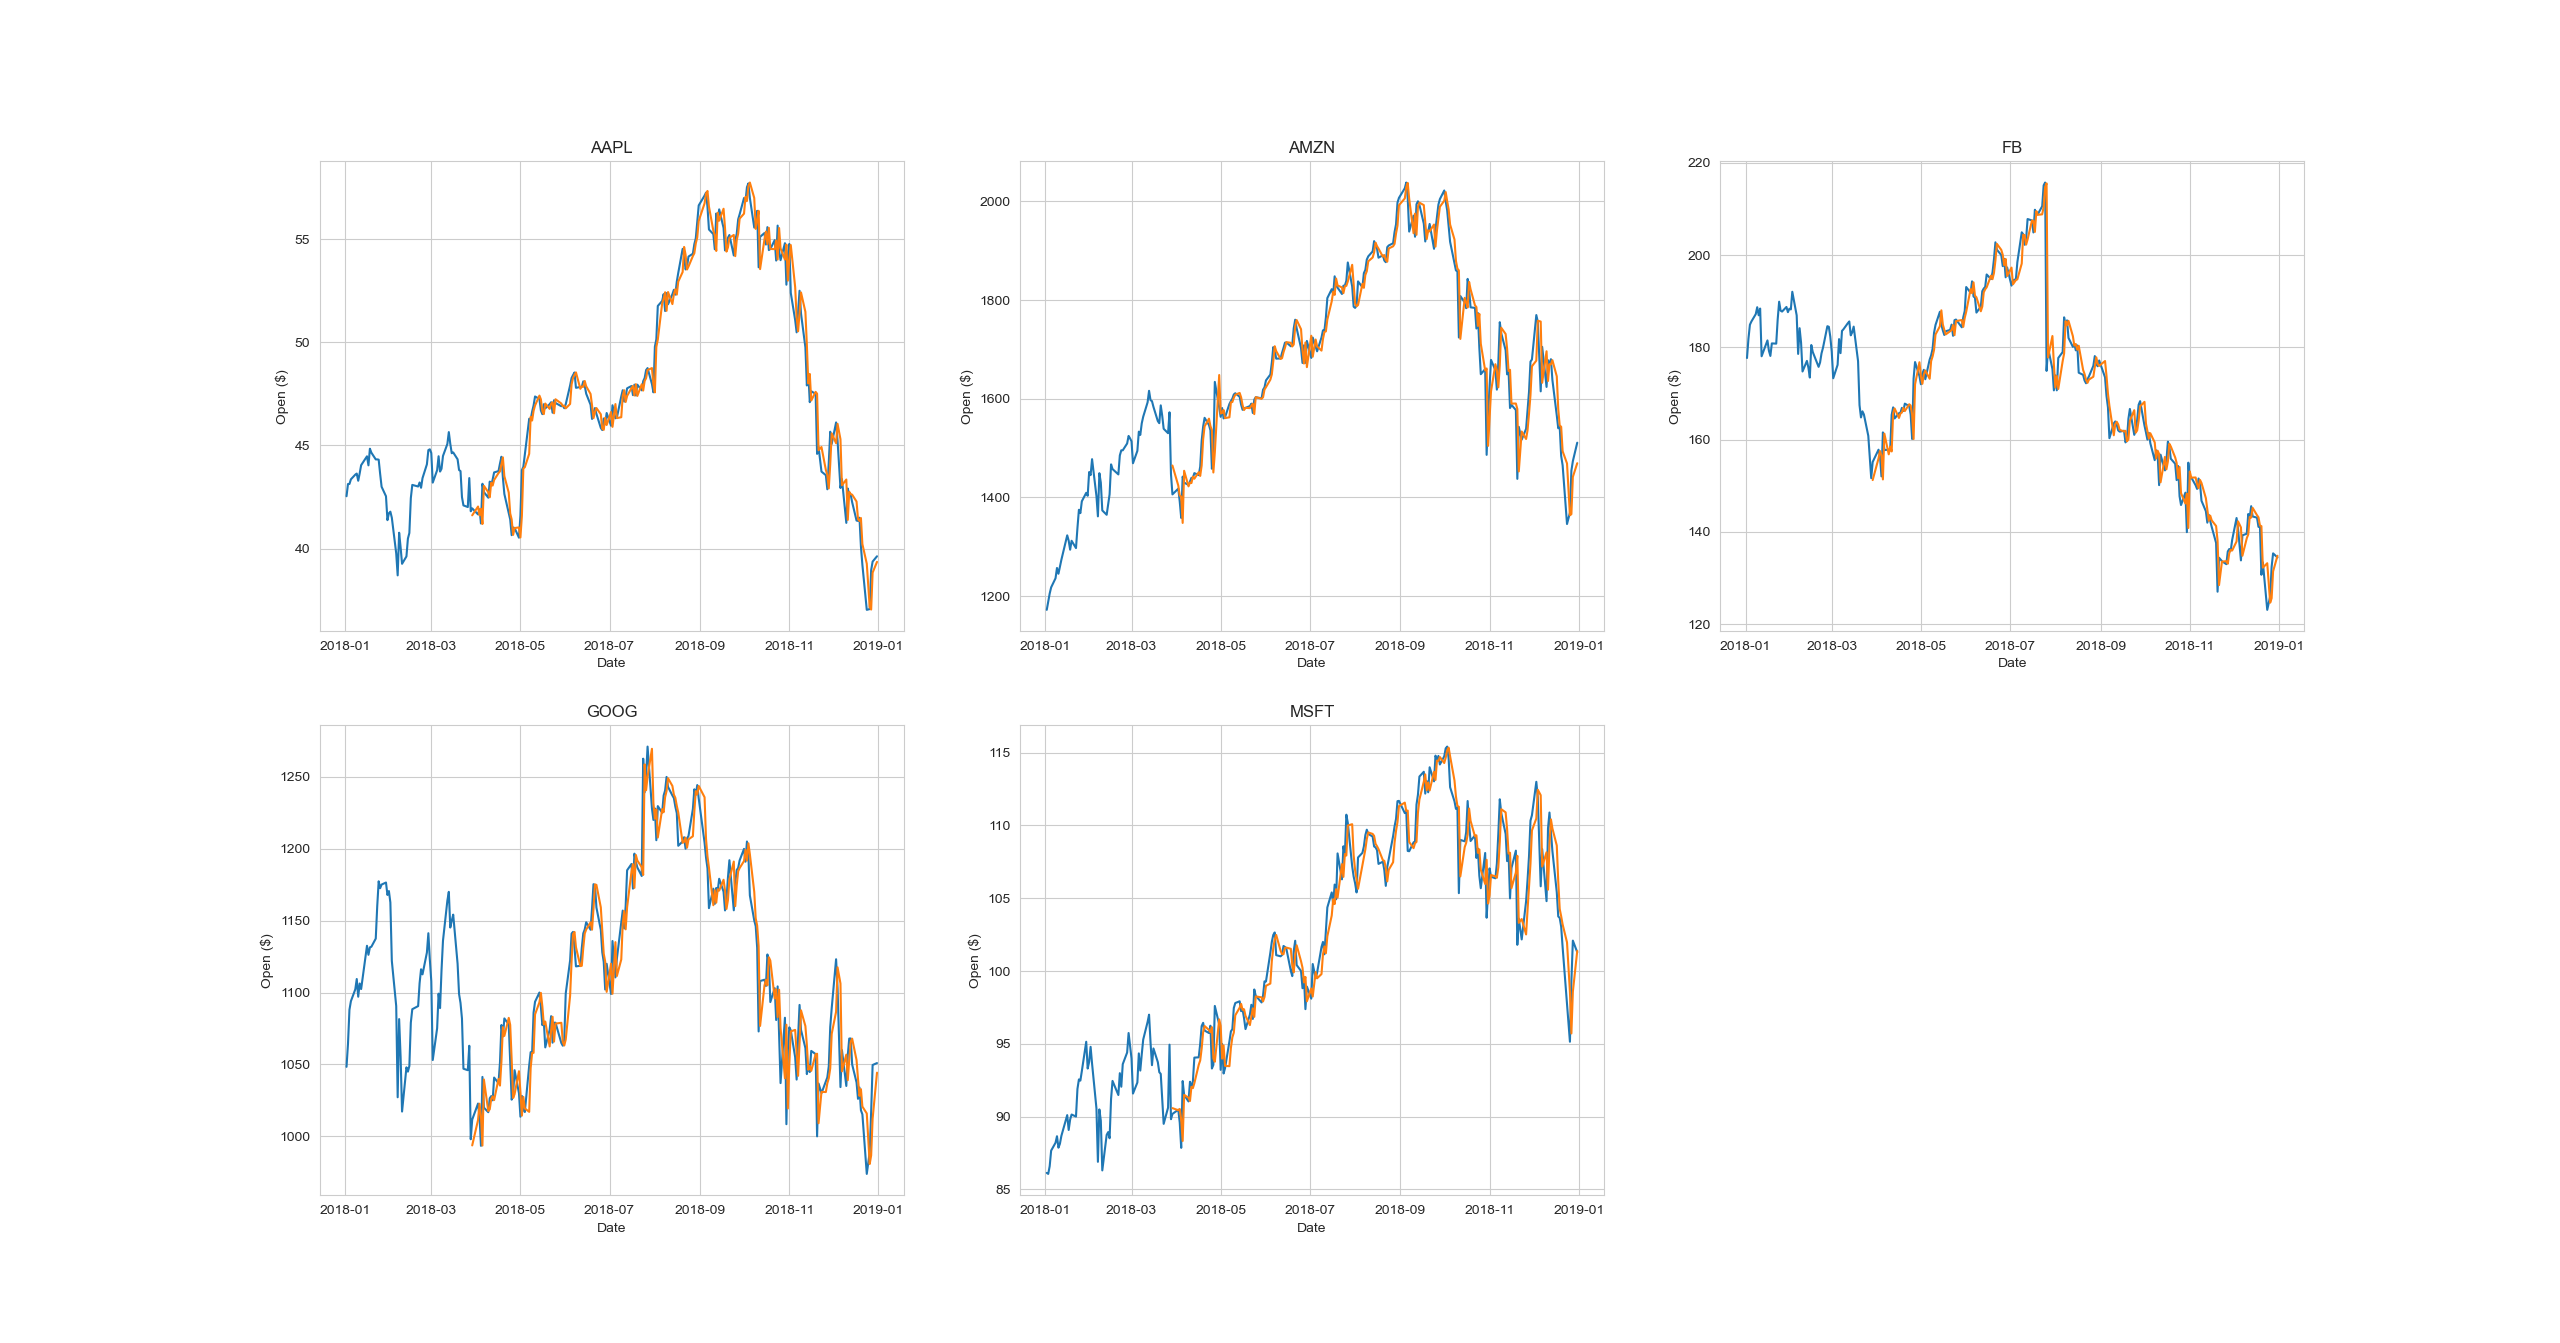 AAPL
55
50
45
40
Open ($)
2018-01 2018-03 2018-05 2018-07 2018-09 2018-11 2019-01
Date
AMZN
2000
1800
1600
1400
1200
Open ($)
2018-01 2018-03 2018-05 2018-07 2018-09 2018-11 2019-01
Date
FB
220
200
180
160
140
120
Open ($)
2018-01 2018-03 2018-05 2018-07 2018-09 2018-11 2019-01
Date
GOOG
1250
1200
1150
1100
1050
1000
Open ($)
2018-01 2018-03 2018-05 2018-07 2018-09 2018-11 2019-01
Date
MSFT
115
110
105
100
95
90
85
Open ($)
2018-01 2018-03 2018-05 2018-07 2018-09 2018-11 2019-01
Date